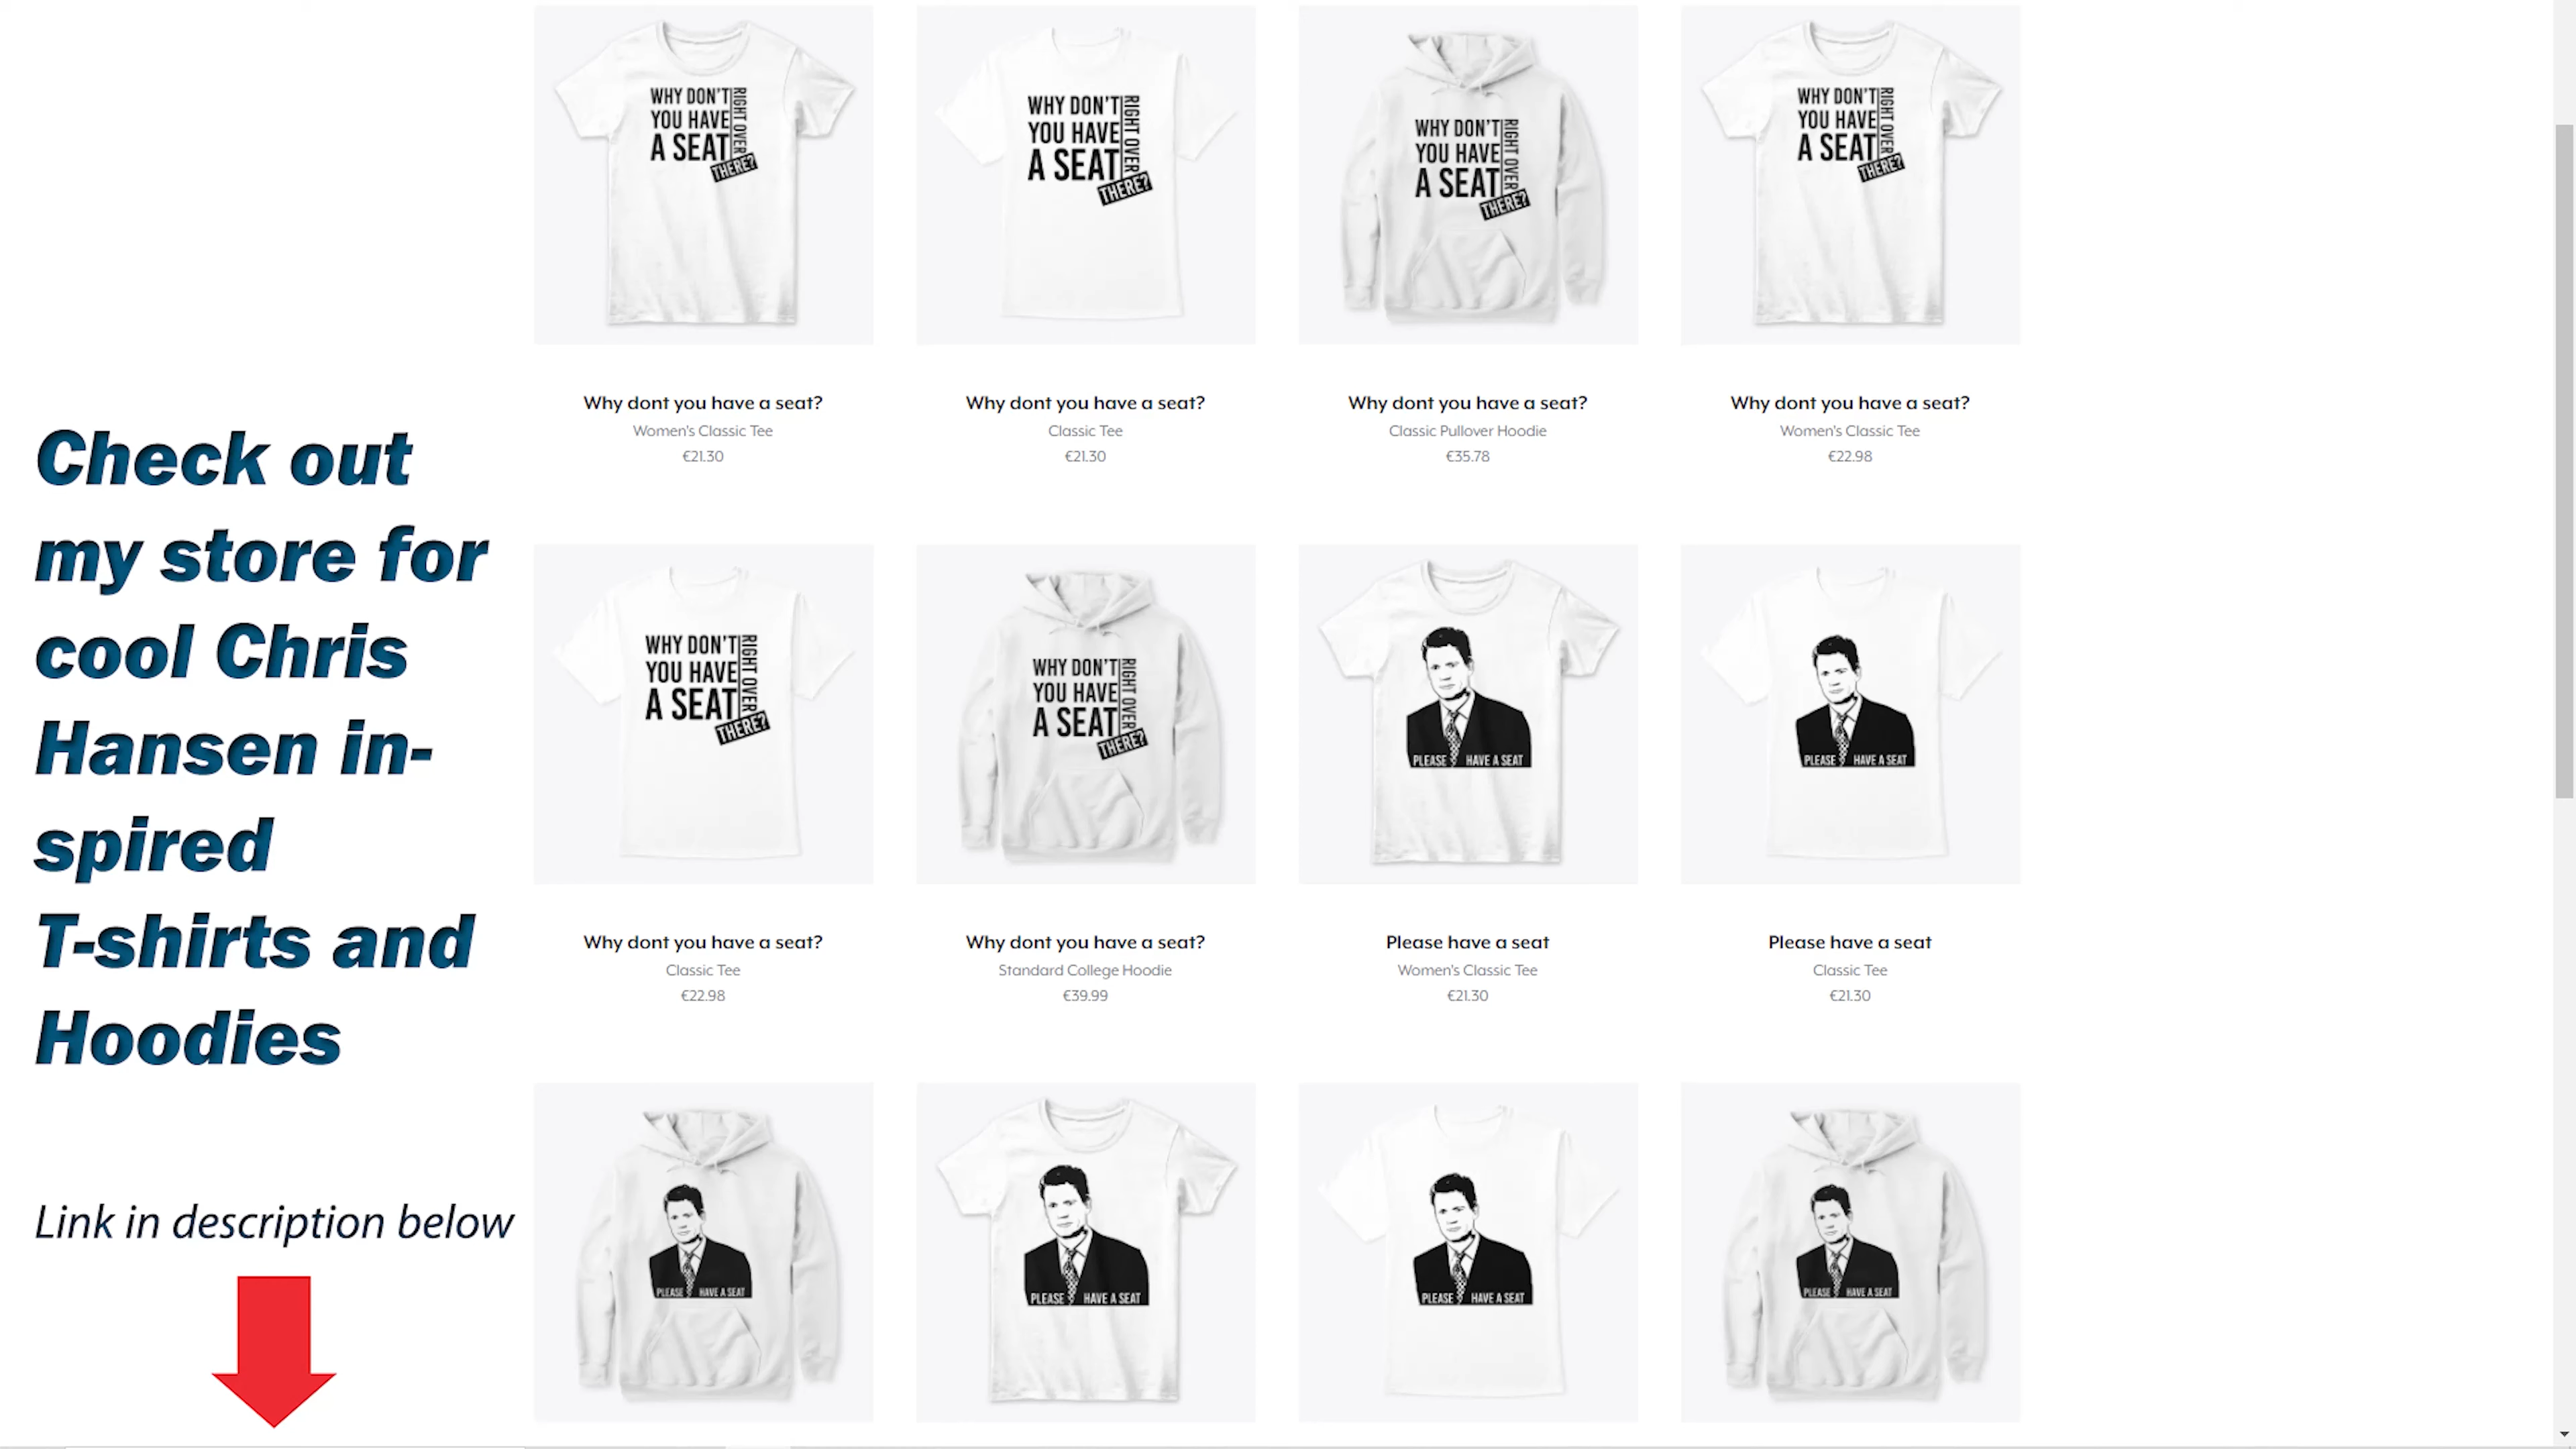 Check out
my store for
cool Chris
Hansen in-
spired
T-shirts and
Hoodies
Link in description below
WHY DON'T
YOU HAVE
A SEAT
RIGHT OVER
THERE?
Why dont you have a seat?
Women's Classic Tee
€21.30
WHY DON'T
YOU HAVE
A SEAT
RIGHT OVER
THERE?
Why dont you have a seat?
Classic Tee
€21.30
WHY DON'T
YOU HAVE
A SEAT
RIGHT OVER
THERE?
Why dont you have a seat?
Classic Pullover Hoodie
€35.78
WHY DON'T
YOU HAVE
A SEAT
RIGHT OVER
THERE?
Why dont you have a seat?
Women's Classic Tee
€22.98
WHY DON'T
YOU HAVE
A SEAT
RIGHT OVER
THERE?
Why dont you have a seat?
Classic Tee
€22.98
WHY DON'T
YOU HAVE
A SEAT
RIGHT OVER
THERE?
Why dont you have a seat?
Standard College Hoodie
€39.99
PLEASE HAVE A SEAT
Please have a seat
Women's Classic Tee
€21.30
PLEASE HAVE A SEAT
Please have a seat
Classic Tee
€21.30
PLEASE HAVE A SEAT
PLEASE HAVE A SEAT
PLEASE HAVE A SEAT
PLEASE HAVE A SEAT